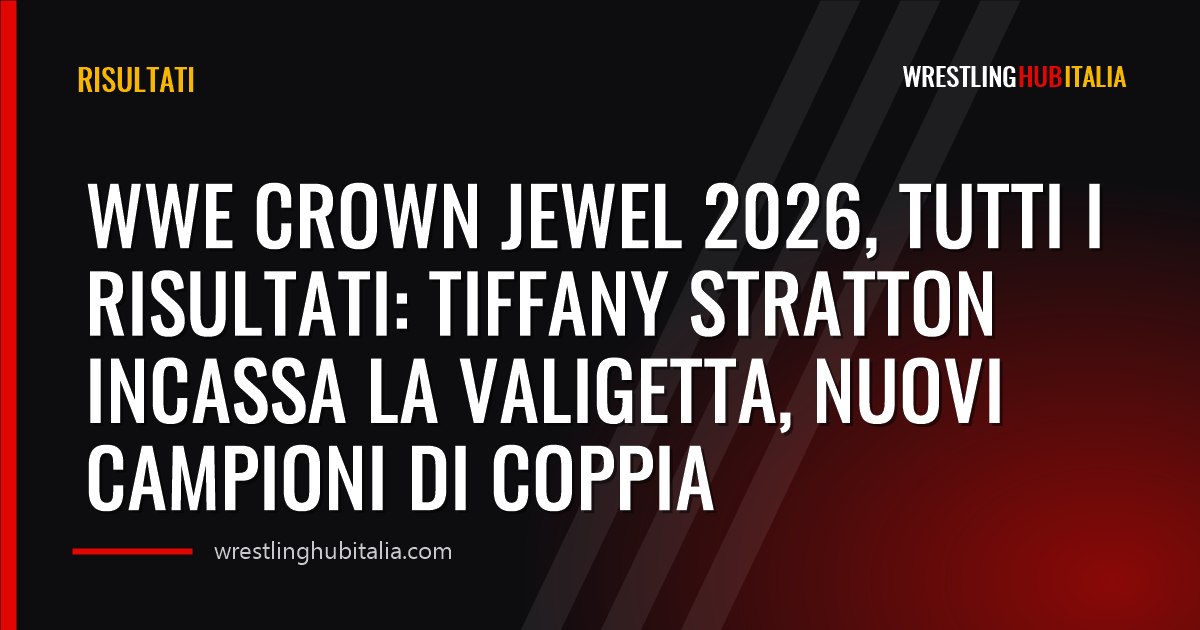 RISULTATI
WRESTLINGHUBITALIA
WWE CROWN JEWEL 2026, TUTTI I
RISULTATI: TIFFANY STRATTON
INCASSA LA VALIGETTA, NUOVI
CAMPIONI DI COPPIA
wrestlinghubitalia.com